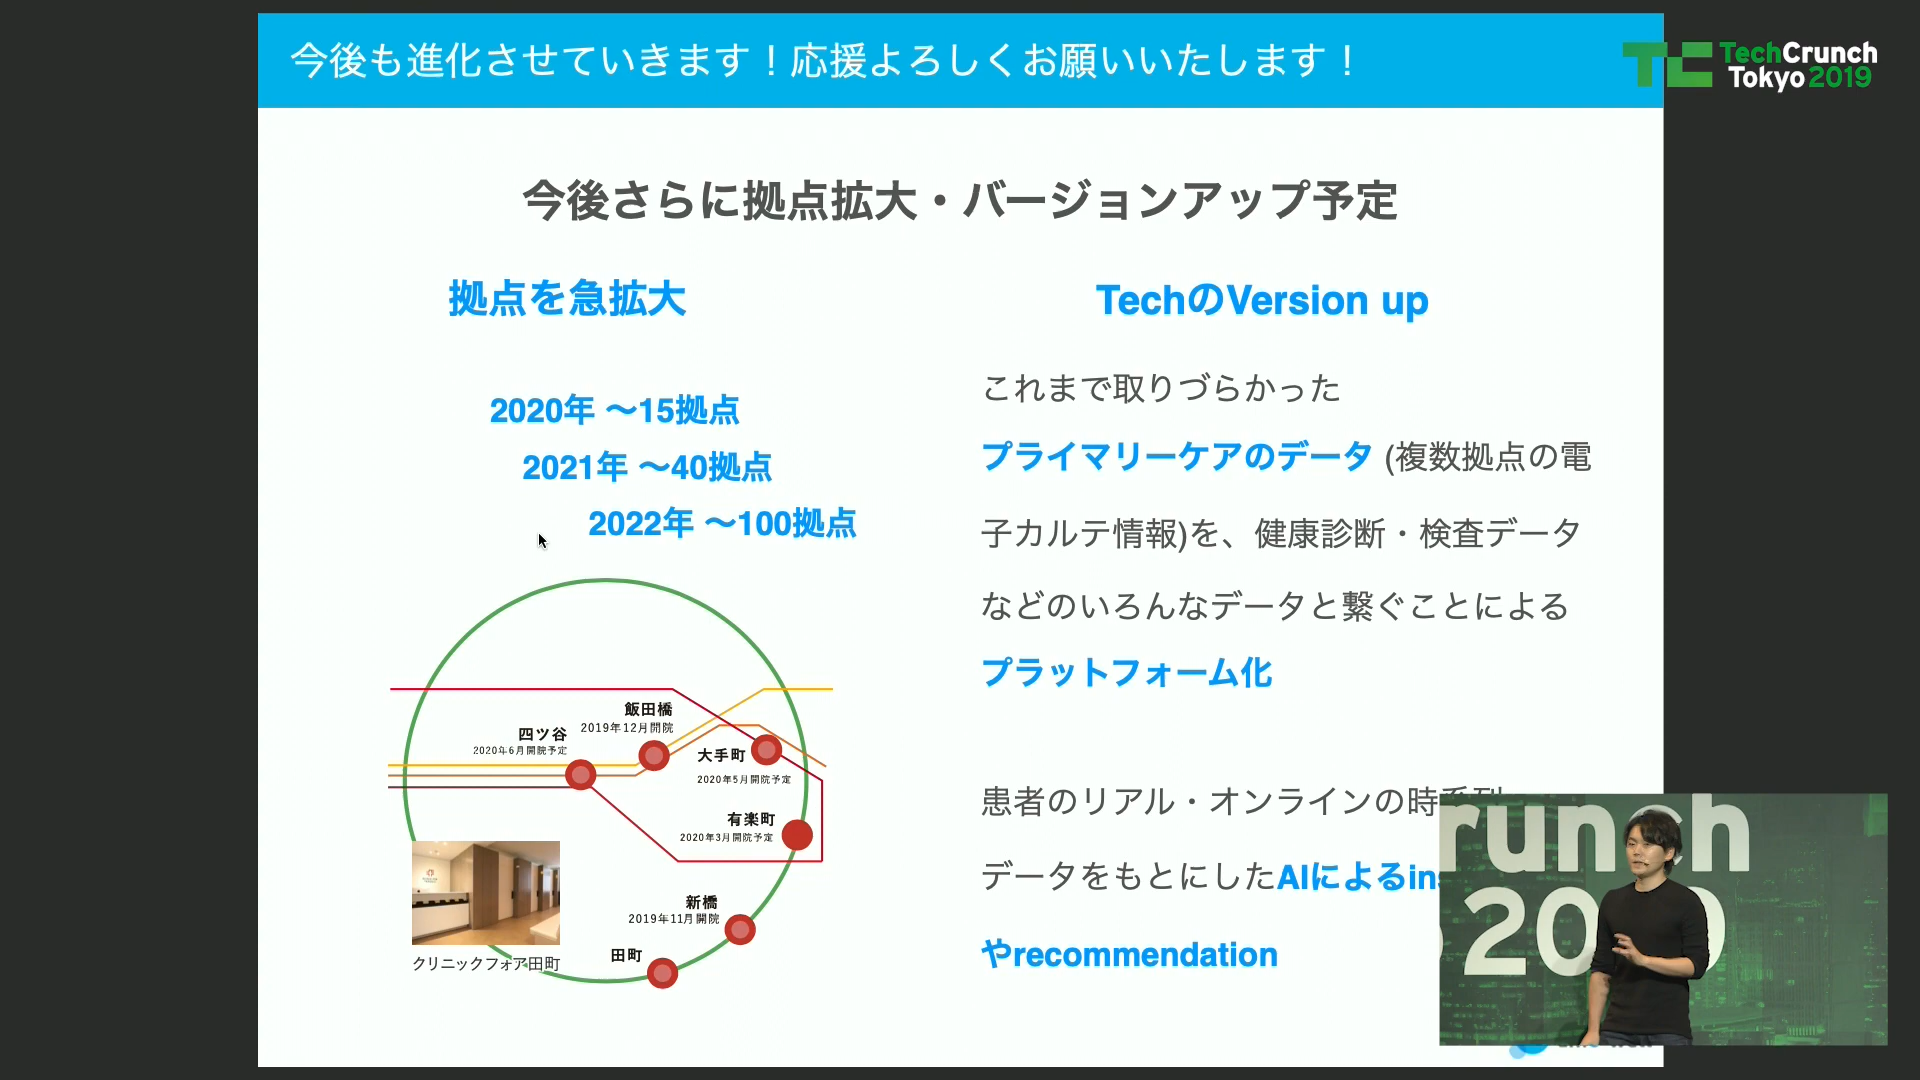 今後も進化させていきます！応援よろしくお願いいたします！
TechCrunch
Tokyo 2019
今後さらに拠点拡大・バージョンアップ予定
拠点を急拡大
2020年 〜15拠点
2021年 〜40拠点
2022年 〜100拠点
飯田橋
2019年12月開院
四ツ谷
2020年6月開院予定
大手町
2020年5月開院予定
有楽町
2020年3月開院予定
新橋
2019年11月開院
田町
クリニックフォア田町
TechのVersion up
これまで取りづらかった
プライマリーケアのデータ (複数拠点の電
子カルテ情報)を、健康診断・検査データ
などのいろんなデータと繋ぐことによる
プラットフォーム化
患者のリアル・オンラインの時系列
データをもとにしたAIによるins
やrecommendation
runch
20